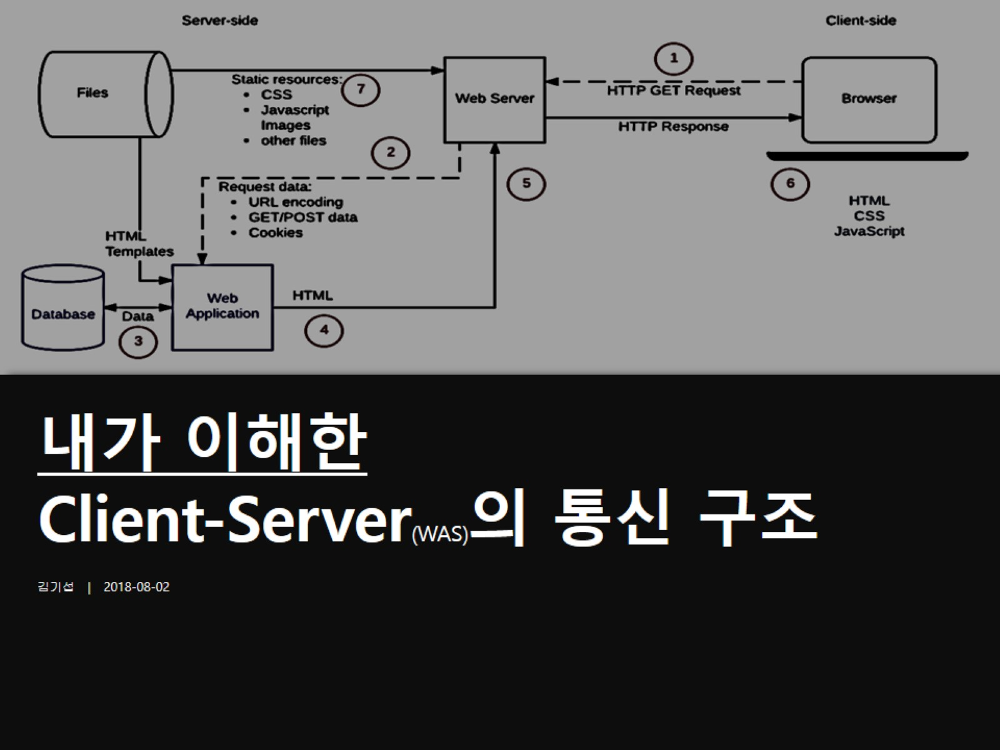 Server-side
Client-side
Files
Static resources:
• CSS
• Javascript
Images
• other files
7
Web Server
1
HTTP GET Request
HTTP Response
Browser
2
Request data:
• URL encoding
• GET/POST data
• Cookies
5
6
HTML
CSS
JavaScript
HTML
Templates
Database
Data
3
Web
Application
HTML
4
내가 이해한
Client-Server(WAS)의 통신 구조
김기섭 | 2018-08-02